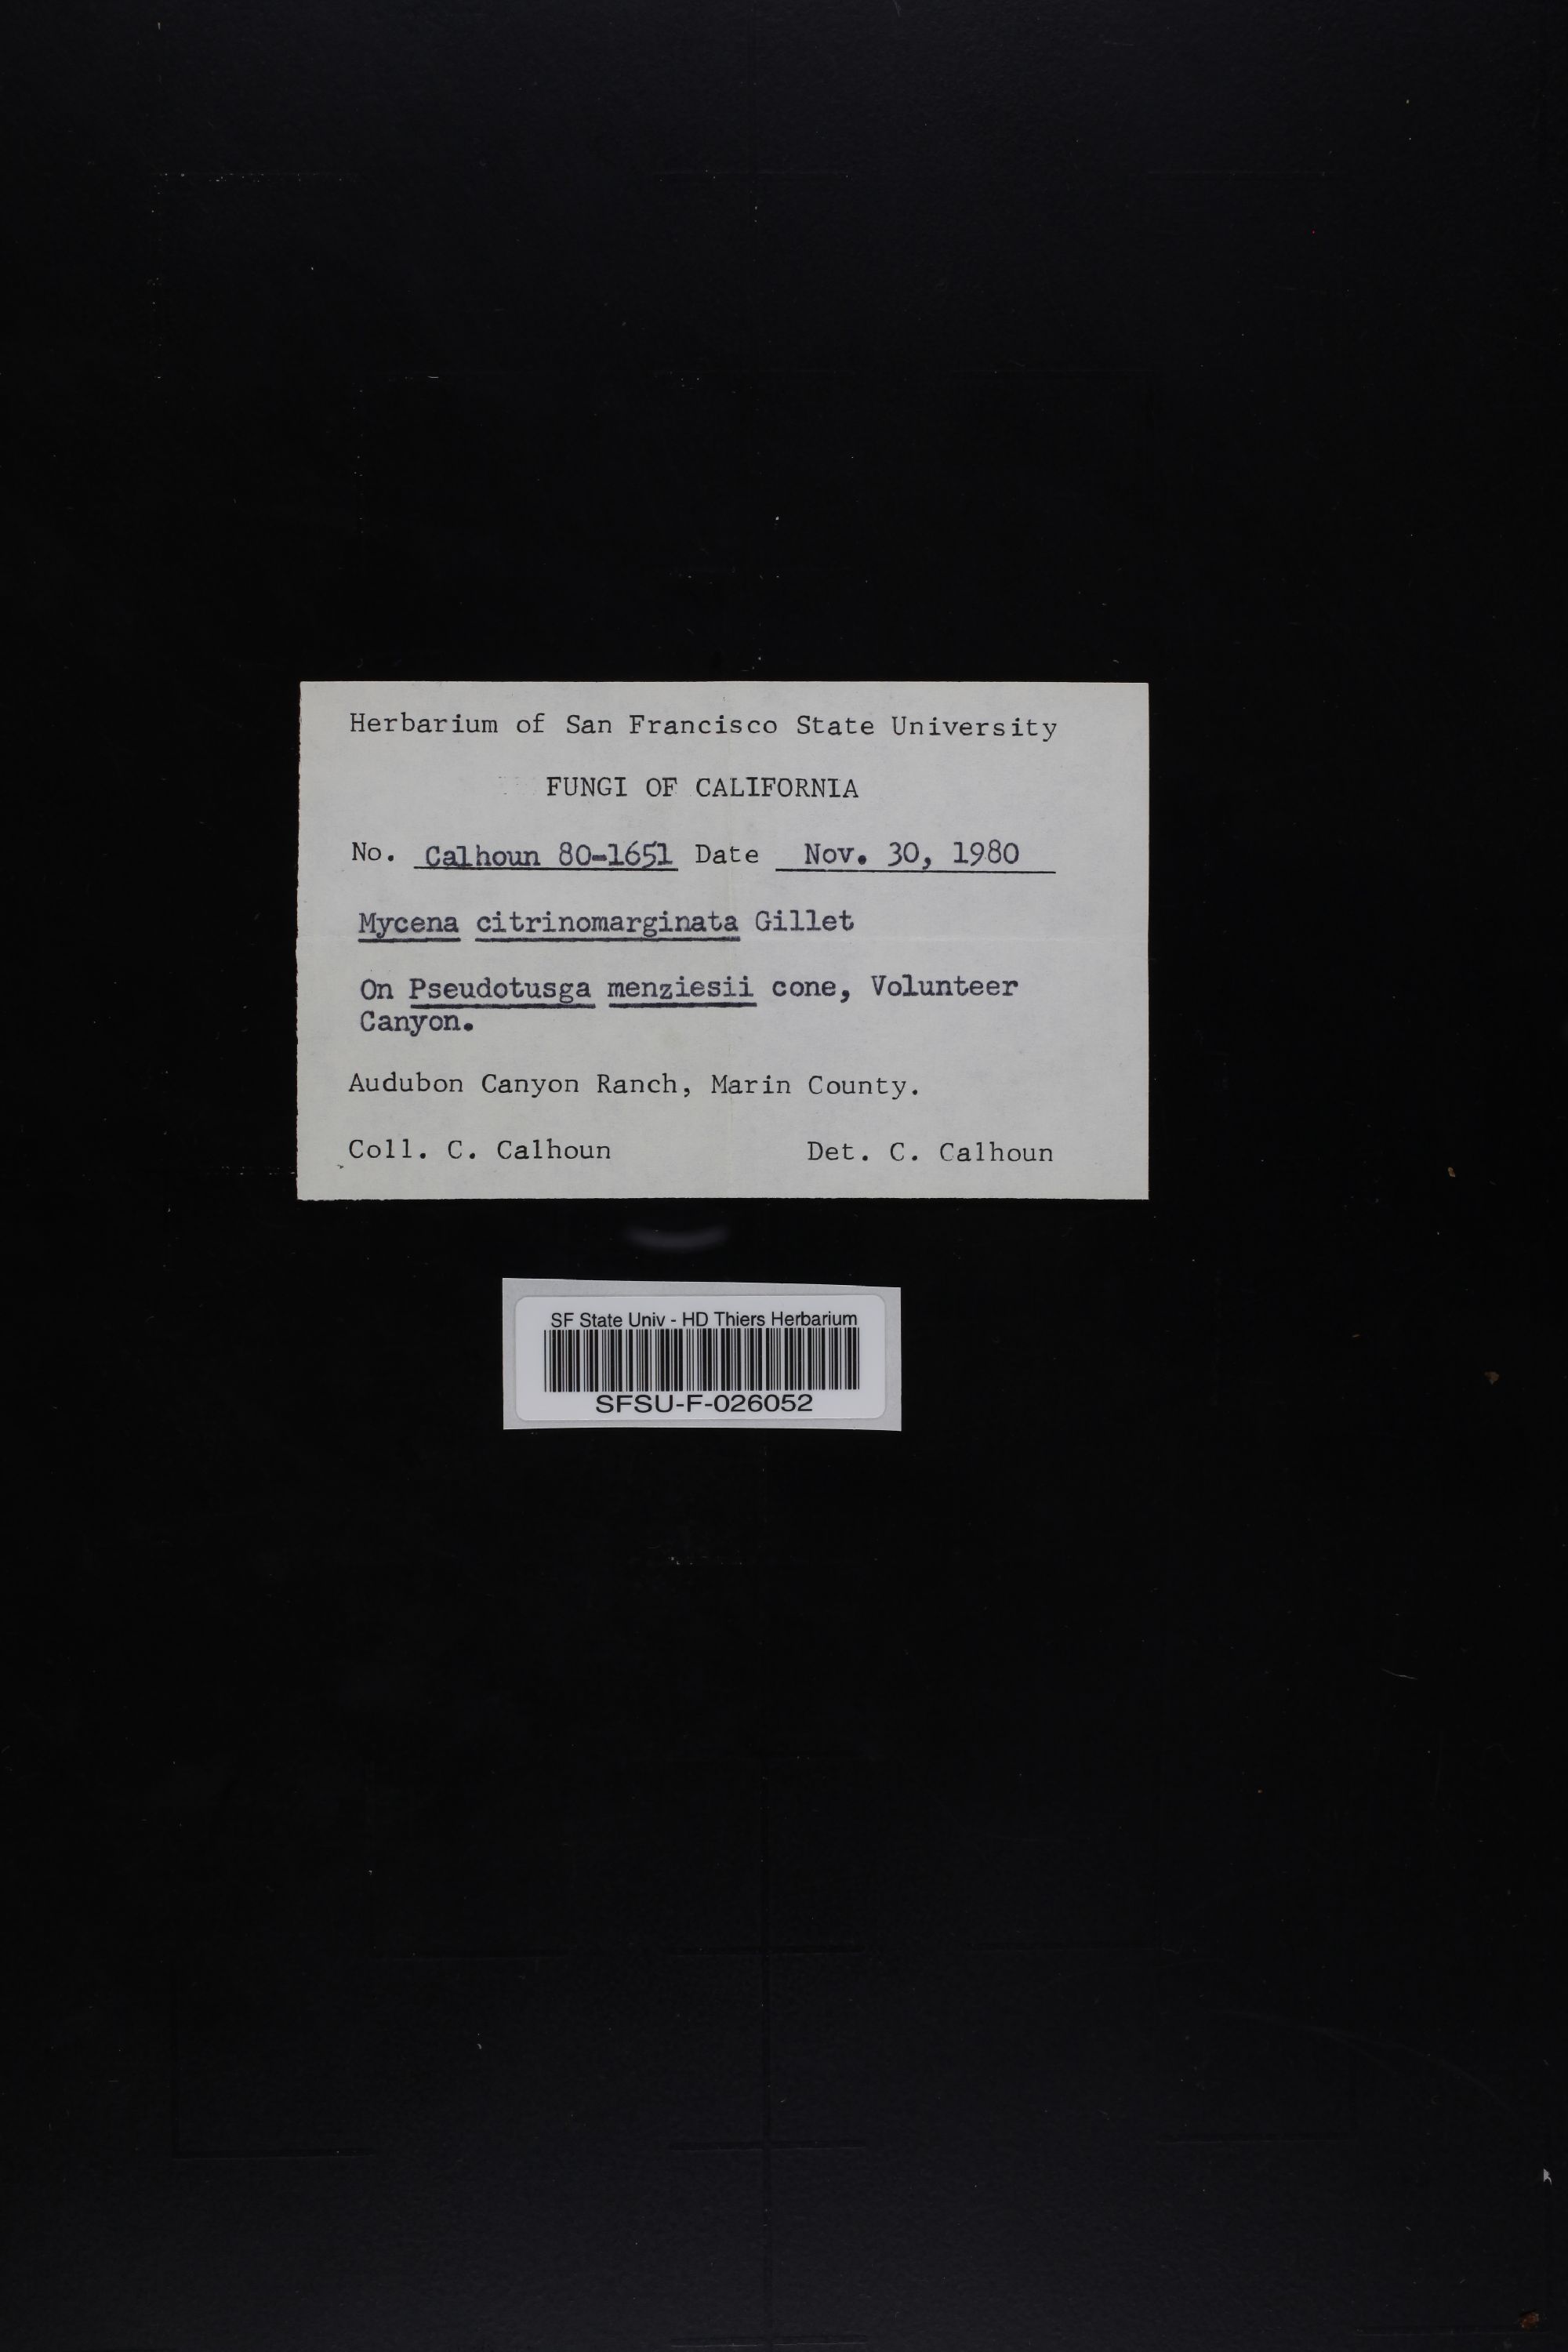 Herbarium of San Francisco State University
FUNGI OF CALIFORNIA
No. Calhoun 80-1651 Date Nov. 30, 1980
Mycena citrinomarginata Gillet
On Pseudotusga menziesii cone, Volunteer
Canyon.
Audubon Canyon Ranch, Marin County.
Coll. C. Calhoun Det. C. Calhoun
SF State Univ - HD Thiers Herbarium
SFSU-F-026052